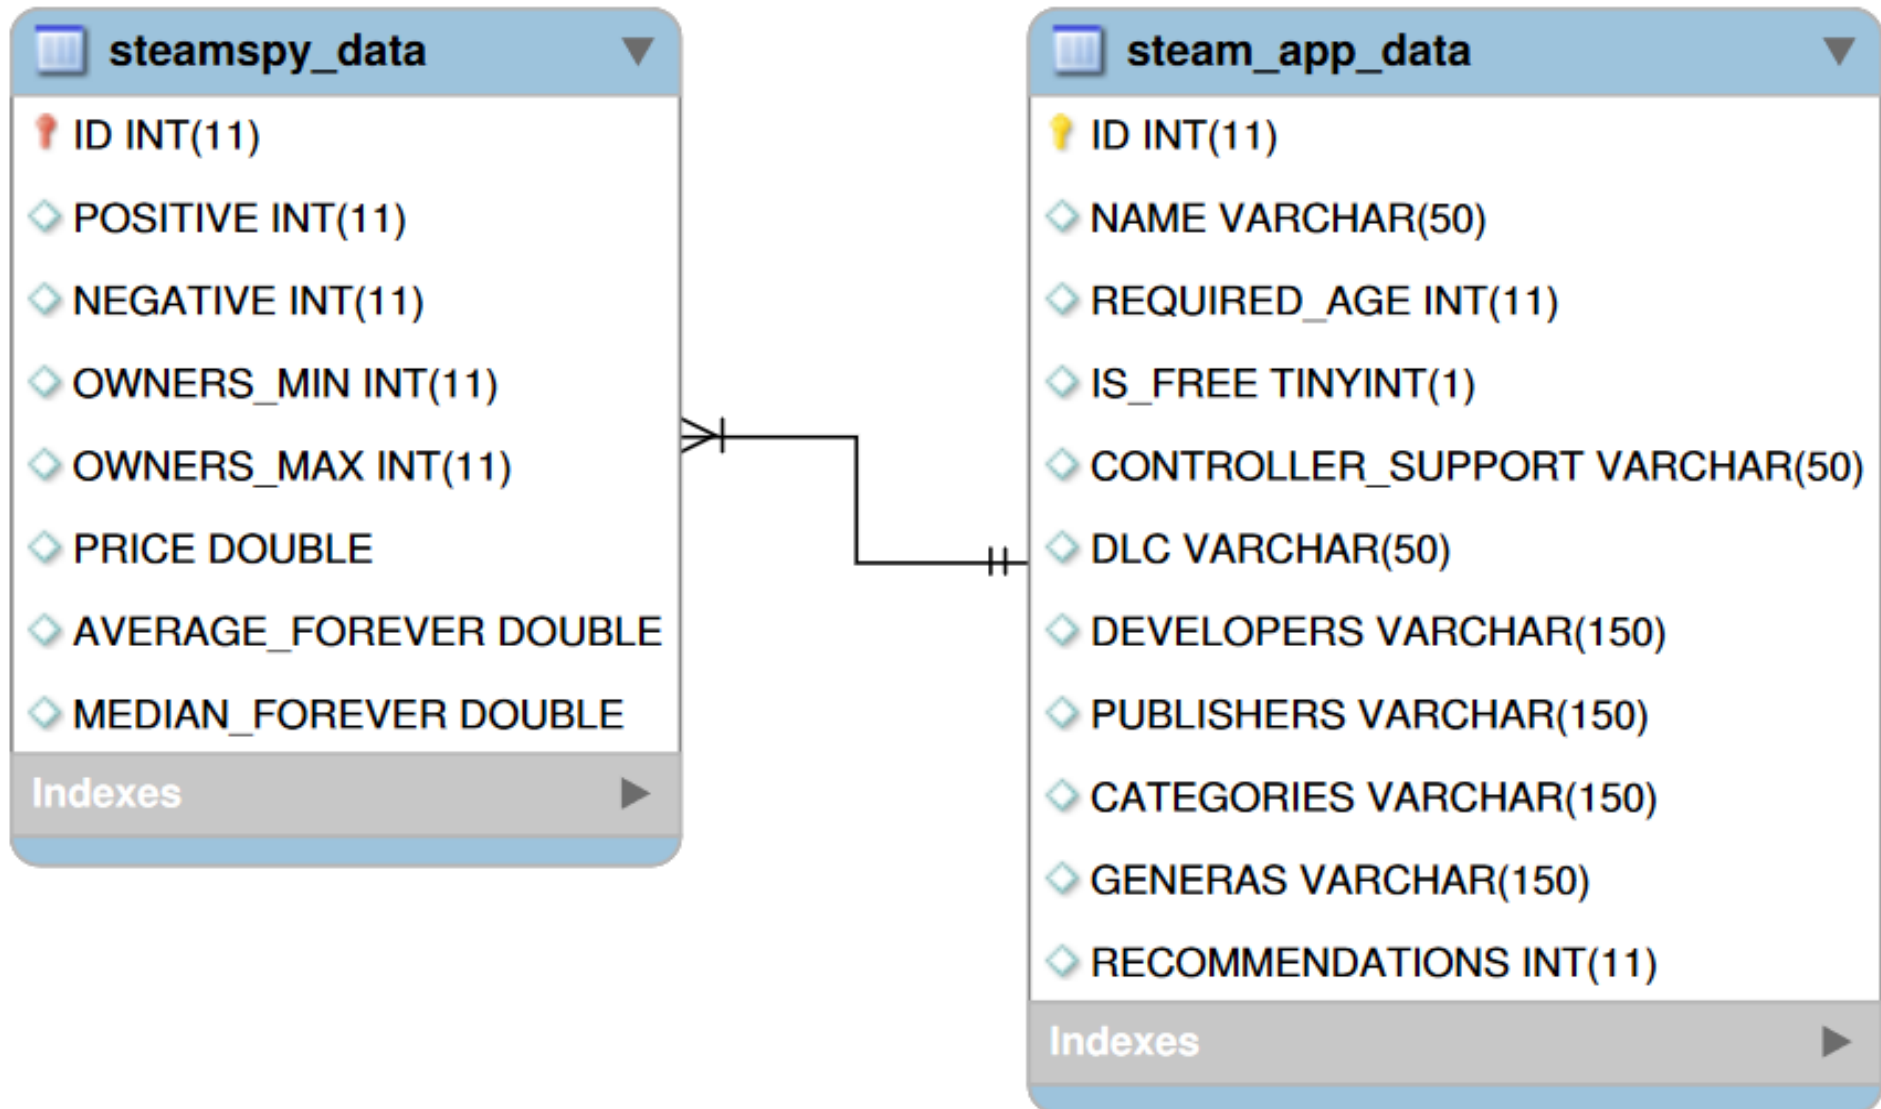 steamspy_data
ID INT(11)
POSITIVE INT(11)
NEGATIVE INT(11)
OWNERS_MIN INT(11)
OWNERS_MAX INT(11)
PRICE DOUBLE
AVERAGE_FOREVER DOUBLE
MEDIAN_FOREVER DOUBLE
Indexes
steam_app_data
ID INT(11)
NAME VARCHAR(50)
REQUIRED_AGE INT(11)
IS_FREE TINYINT(1)
CONTROLLER_SUPPORT VARCHAR(50)
DLC VARCHAR(50)
DEVELOPERS VARCHAR(150)
PUBLISHERS VARCHAR(150)
CATEGORIES VARCHAR(150)
GENERAS VARCHAR(150)
RECOMMENDATIONS INT(11)
Indexes